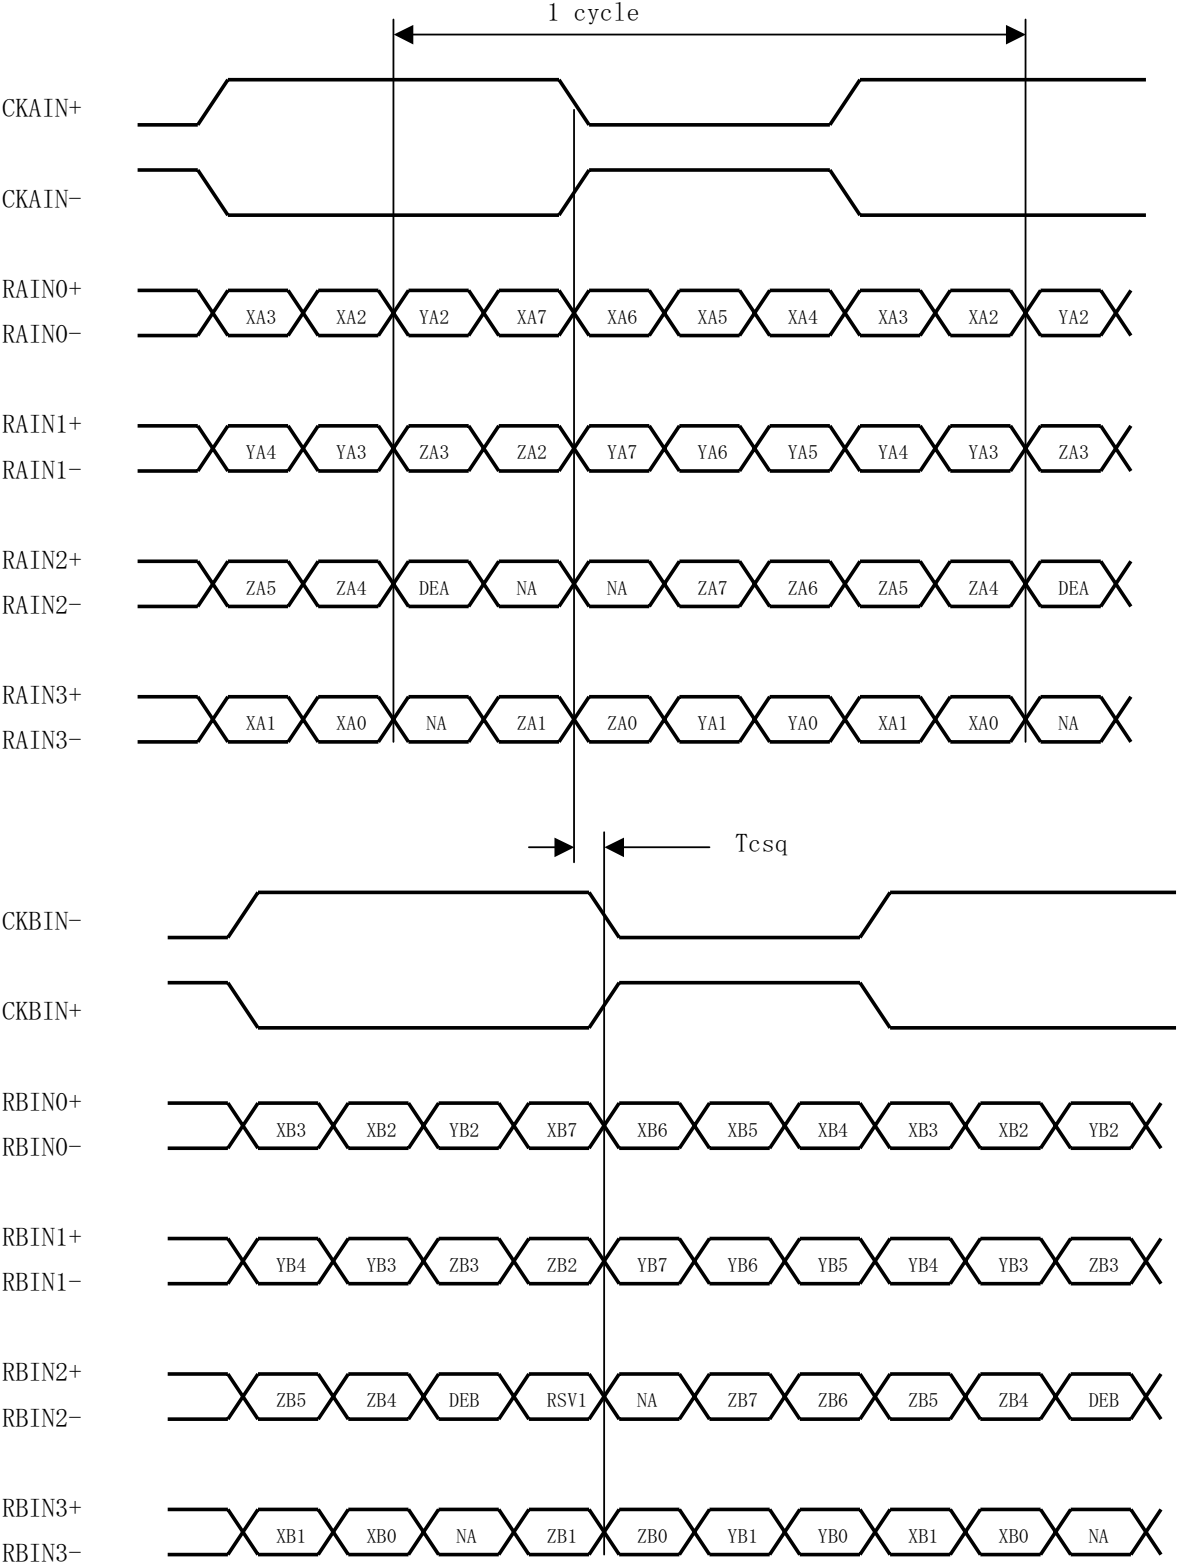 1 cycle
CKAIN+
CKAIN-
RAIN0+
XA3 XA2 YA2 XA7 XA6 XA5 XA4 XA3 XA2 YA2
RAIN0-
RAIN1+
YA4 YA3 ZA3 ZA2 YA7 YA6 YA5 YA4 YA3 ZA3
RAIN1-
RAIN2+
ZA5 ZA4 DEA NA NA ZA7 ZA6 ZA5 ZA4 DEA
RAIN2-
RAIN3+
XA1 XA0 NA ZA1 ZA0 YA1 YA0 XA1 XA0 NA
RAIN3-
Tcsq
CKBIN-
CKBIN+
RBIN0+
XB3 XB2 YB2 XB7 XB6 XB5 XB4 XB3 XB2 YB2
RBIN0-
RBIN1+
YB4 YB3 ZB3 ZB2 YB7 YB6 YB5 YB4 YB3 ZB3
RBIN1-
RBIN2+
ZB5 ZB4 DEB RSV1 NA ZB7 ZB6 ZB5 ZB4 DEB
RBIN2-
RBIN3+
XB1 XB0 NA ZB1 ZB0 YB1 YB0 XB1 XB0 NA
RBIN3-